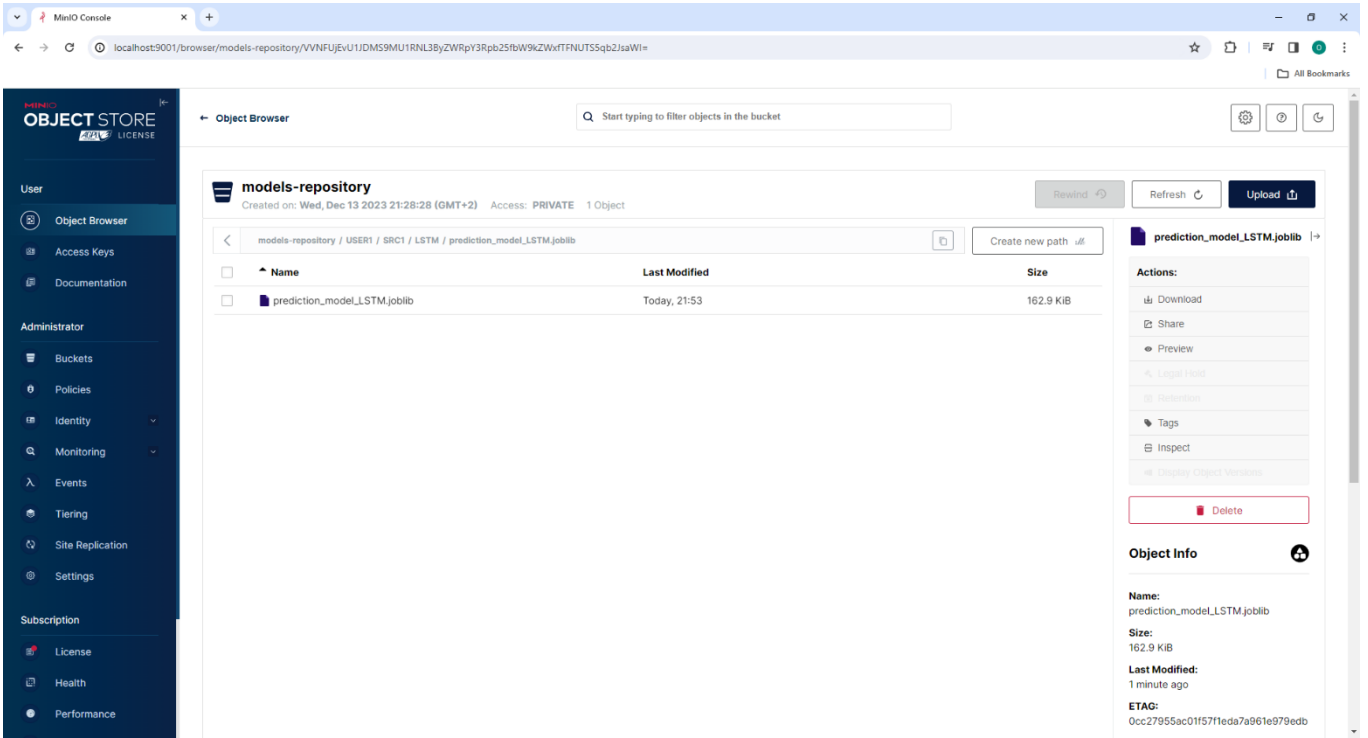 MinIO Console
localhost:9001/browser/models-repository/VVNFUjEvU1JDMS9MU1RNL3ByZWRpY3Rpb25fbW9kZWxfTFNUTS5qb2JsaWI=
All Bookmarks
MINIO
OBJECT STORE
AGPLv3 LICENSE
← Object Browser
Start typing to filter objects in the bucket
User
Object Browser
Access Keys
Documentation
Administrator
Buckets
Policies
Identity
Monitoring
Events
Tiering
Site Replication
Settings
Subscription
License
Health
Performance
models-repository
Created on: Wed, Dec 13 2023 21:28:28 (GMT+2) Access: PRIVATE 1 Object
Rewind
Refresh
Upload
models-repository / USER1 / SRC1 / LSTM / prediction_model_LSTM.joblib
Create new path
Name Last Modified Size
prediction_model_LSTM.joblib Today, 21:53 162.9 KiB
prediction_model_LSTM.joblib
Actions:
Download
Share
Preview
Legal Hold
Retention
Tags
Inspect
Display Object Versions
Delete
Object Info
Name:
prediction_model_LSTM.joblib
Size:
162.9 KiB
Last Modified:
1 minute ago
ETAG:
0cc27955ac01f57f1eda7a961e979edb